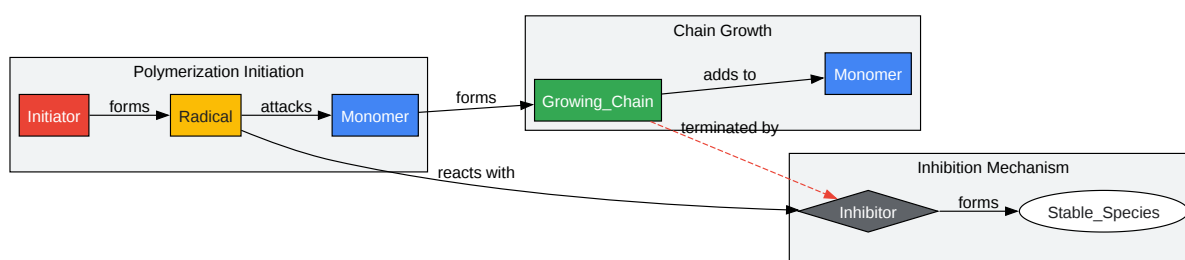 Chain Growth
Polymerization Initiation
Initiator
forms
Radical
attacks
Monomer
forms
Growing_Chain
adds to
Monomer
terminated by
reacts with
Inhibition Mechanism
Inhibitor
forms
Stable_Species